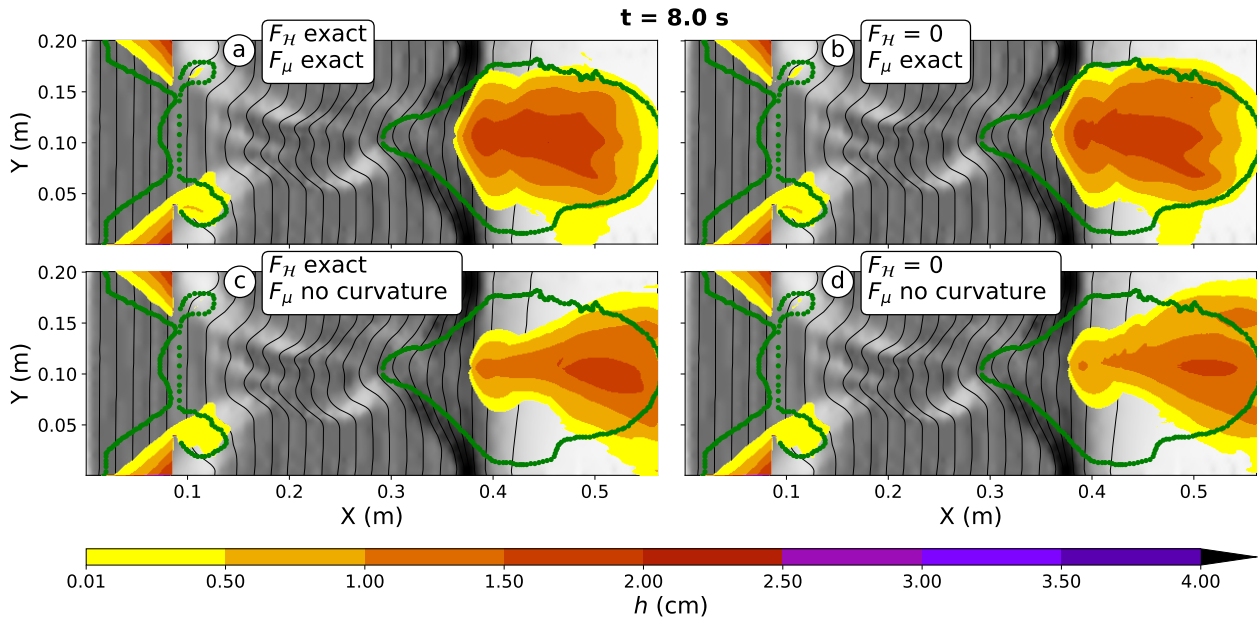 t = 8.0 s
a
F_ℋ exact
F_μ exact
b
F_ℋ = 0
F_μ exact
0.20
0.15
0.10
0.05
Y (m)
c
F_ℋ exact
F_μ no curvature
d
F_ℋ = 0
F_μ no curvature
0.20
0.15
0.10
0.05
Y (m)
0.1 0.2 0.3 0.4 0.5
X (m)
0.1 0.2 0.3 0.4 0.5
X (m)
0.01 0.50 1.00 1.50 2.00 2.50 3.00 3.50 4.00
h (cm)